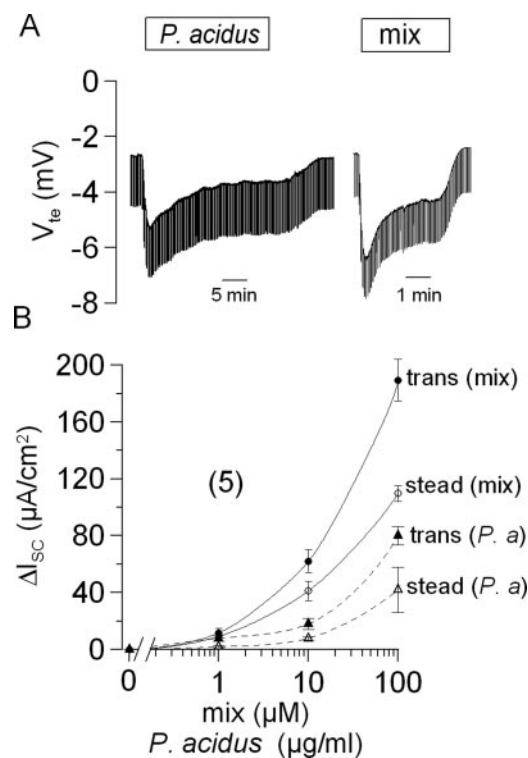 A
P. acidus
mix
0
-2
-4
-6
-8
V_te (mV)
5 min
1 min
B
200
160
120
80
40
0
ΔI_SC (µA/cm²)
(5)
trans (mix)
stead (mix)
trans (P. a)
stead (P. a)
0 1 10 100
mix (µM)
P. acidus (µg/ml)